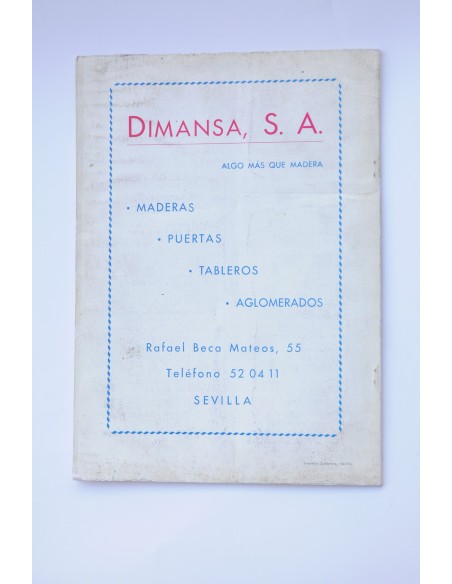 DIMANSA, S. A.
ALGO MÁS QUE MADERA
• MADERAS
• PUERTAS
• TABLEROS
• AGLOMERADOS
Rafael Beca Mateos, 55
Teléfono 52 04 11
SEVILLA